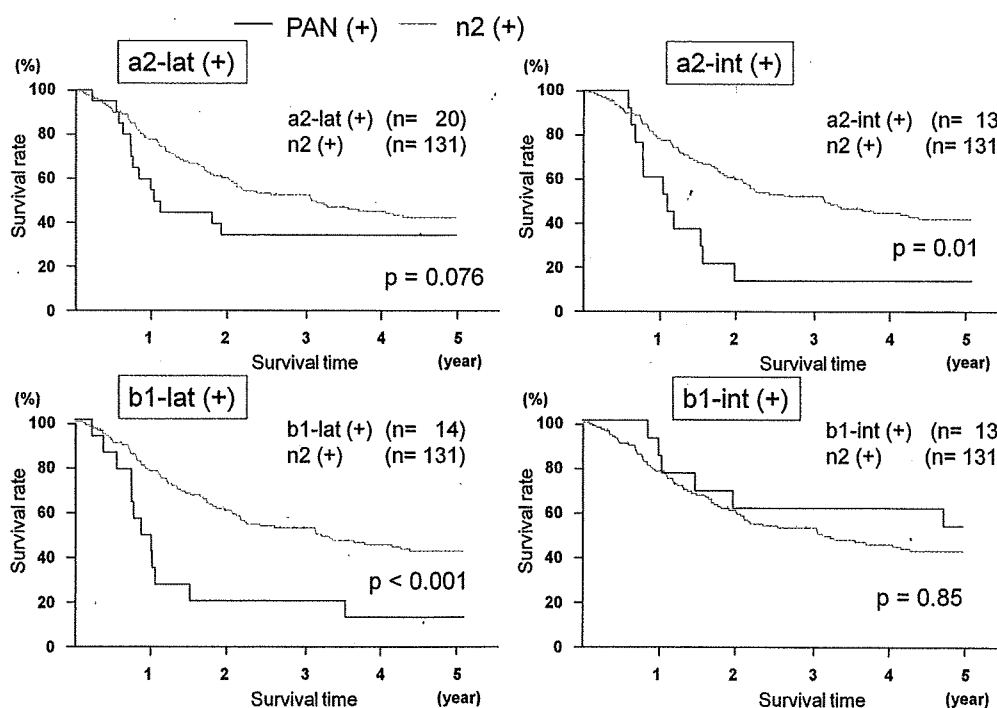 PAN (+) n2 (+)
a2-lat (+)
(%)
a2-lat (+) (n= 20)
n2 (+) (n= 131)
p = 0.076
Survival rate
100
80
60
40
20
0
1 2 3 4 5
Survival time (year)
a2-int (+)
(%)
a2-int (+) (n= 13
n2 (+) (n= 131
p = 0.01
Survival rate
100
80
60
40
20
0
1 2 3 4 5
Survival time (year)
b1-lat (+)
(%)
b1-lat (+) (n= 14)
n2 (+) (n= 131)
p < 0.001
Survival rate
100
80
60
40
20
0
1 2 3 4 5
Survival time (year)
b1-int (+)
(%)
b1-int (+) (n= 13
n2 (+) (n= 131
p = 0.85
Survival rate
100
80
60
40
20
0
1 2 3 4 5
Survival time (year)